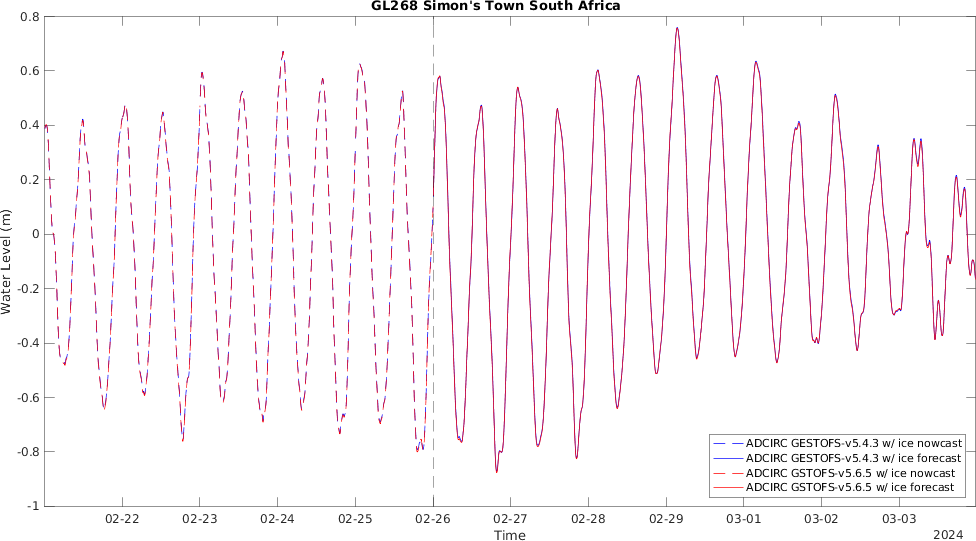 GL268 Simon's Town South Africa
0.8
0.6
0.4
0.2
0
-0.2
-0.4
-0.6
-0.8
-1
Water Level (m)
ADCIRC GESTOFS-v5.4.3 w/ ice nowcast
ADCIRC GESTOFS-v5.4.3 w/ ice forecast
ADCIRC GSTOFS-v5.6.5 w/ ice nowcast
ADCIRC GSTOFS-v5.6.5 w/ ice forecast
02-22 02-23 02-24 02-25 02-26 02-27 02-28 02-29 03-01 03-02 03-03
Time
2024